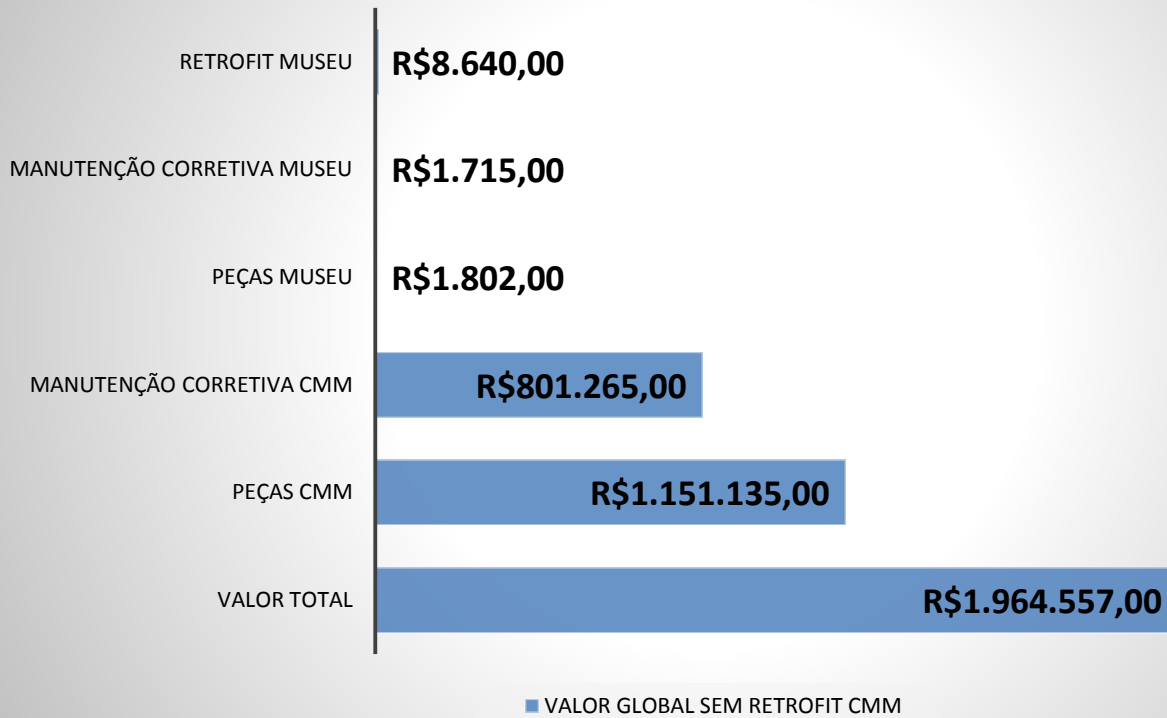 RETROFIT MUSEU R$8.640,00
MANUTENÇÃO CORRETIVA MUSEU R$1.715,00
PEÇAS MUSEU R$1.802,00
MANUTENÇÃO CORRETIVA CMM R$801.265,00
PEÇAS CMM R$1.151.135,00
VALOR TOTAL R$1.964.557,00
VALOR GLOBAL SEM RETROFIT CMM